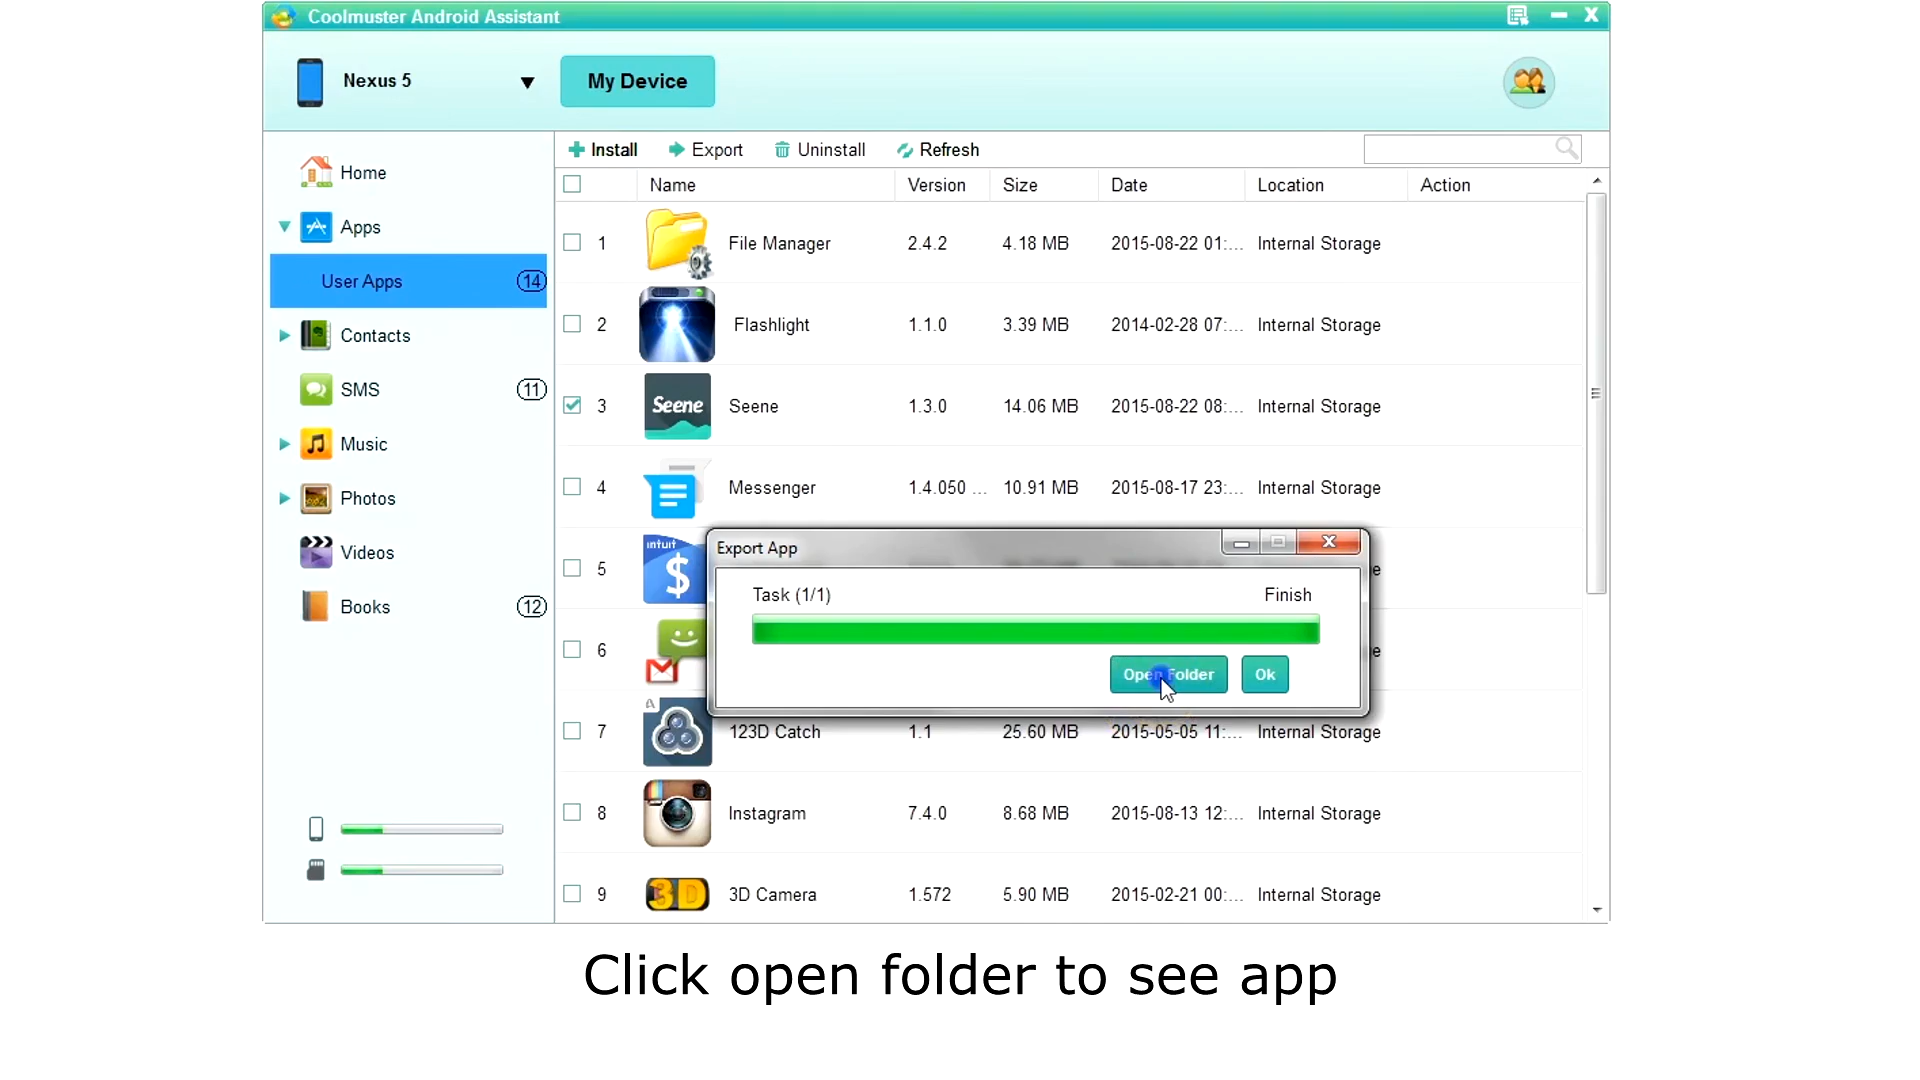 Coolmuster Android Assistant
Nexus 5
My Device
Install Export Uninstall Refresh
Home
Apps
User Apps 14
Contacts
SMS 11
Music
Photos
Videos
Books 12
Name Version Size Date Location Action
1 File Manager 2.4.2 4.18 MB 2015-08-22 01:... Internal Storage
2 Flashlight 1.1.0 3.39 MB 2014-02-28 07:... Internal Storage
3 Seene Seene 1.3.0 14.06 MB 2015-08-22 08:... Internal Storage
4 Messenger 1.4.050 ... 10.91 MB 2015-08-17 23:... Internal Storage
5 intuit $
6
Export App
Task (1/1) Finish
Open Folder Ok
7 A 123D Catch 1.1 25.60 MB 2015-05-05 11:... Internal Storage
8 Instagram 7.4.0 8.68 MB 2015-08-13 12:... Internal Storage
9 3D 3D Camera 1.572 5.90 MB 2015-02-21 00:... Internal Storage
Click open folder to see app